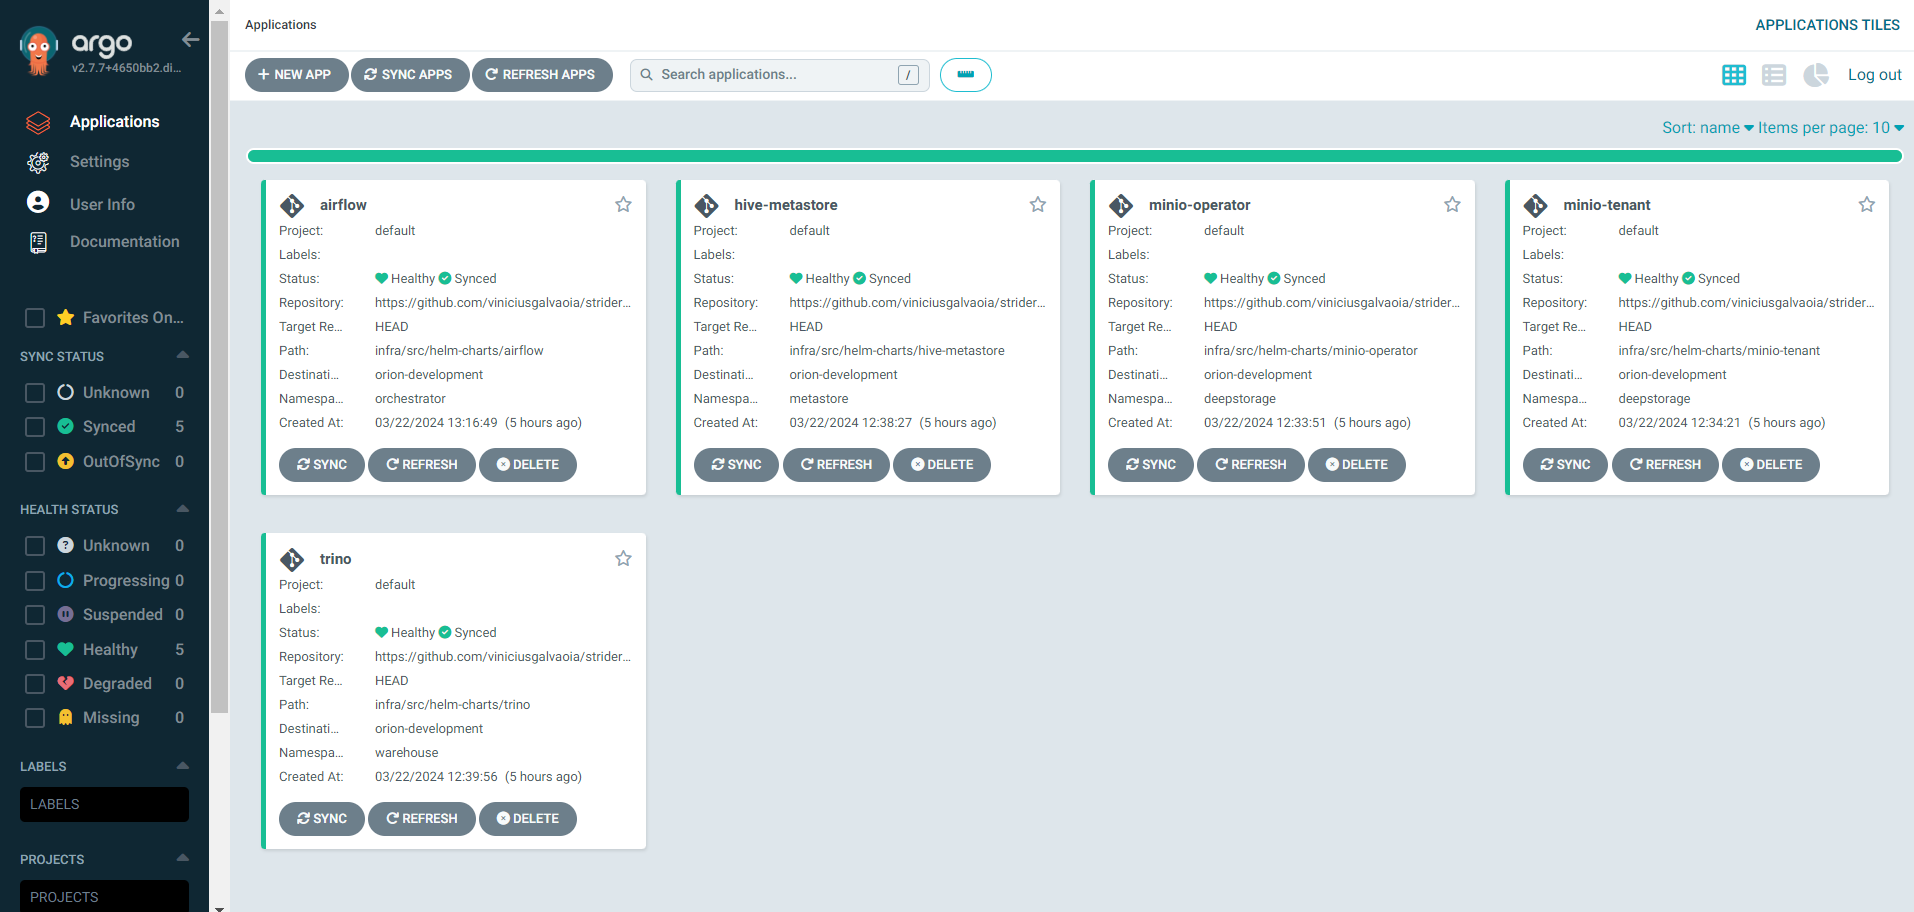 argo
v2.7.7+4650bb2.di...
Applications
Settings
User Info
Documentation
Favorites On...
SYNC STATUS
Unknown 0
Synced 5
OutOfSync 0
HEALTH STATUS
Unknown 0
Progressing 0
Suspended 0
Healthy 5
Degraded 0
Missing 0
LABELS
LABELS
PROJECTS
PROJECTS
Applications
APPLICATIONS TILES
NEW APP SYNC APPS REFRESH APPS Search applications... / Log out
Sort: name Items per page: 10
airflow
Project: default
Labels:
Status: Healthy Synced
Repository: https://github.com/viniciusgalvaoia/strider...
Target Re... HEAD
Path: infra/src/helm-charts/airflow
Destinati... orion-development
Namespa... orchestrator
Created At: 03/22/2024 13:16:49 (5 hours ago)
SYNC REFRESH DELETE
hive-metastore
Project: default
Labels:
Status: Healthy Synced
Repository: https://github.com/viniciusgalvaoia/strider...
Target Re... HEAD
Path: infra/src/helm-charts/hive-metastore
Destinati... orion-development
Namespa... metastore
Created At: 03/22/2024 12:38:27 (5 hours ago)
SYNC REFRESH DELETE
minio-operator
Project: default
Labels:
Status: Healthy Synced
Repository: https://github.com/viniciusgalvaoia/strider...
Target Re... HEAD
Path: infra/src/helm-charts/minio-operator
Destinati... orion-development
Namespa... deepstorage
Created At: 03/22/2024 12:33:51 (5 hours ago)
SYNC REFRESH DELETE
minio-tenant
Project: default
Labels:
Status: Healthy Synced
Repository: https://github.com/viniciusgalvaoia/strider...
Target Re... HEAD
Path: infra/src/helm-charts/minio-tenant
Destinati... orion-development
Namespa... deepstorage
Created At: 03/22/2024 12:34:21 (5 hours ago)
SYNC REFRESH DELETE
trino
Project: default
Labels:
Status: Healthy Synced
Repository: https://github.com/viniciusgalvaoia/strider...
Target Re... HEAD
Path: infra/src/helm-charts/trino
Destinati... orion-development
Namespa... warehouse
Created At: 03/22/2024 12:39:56 (5 hours ago)
SYNC REFRESH DELETE